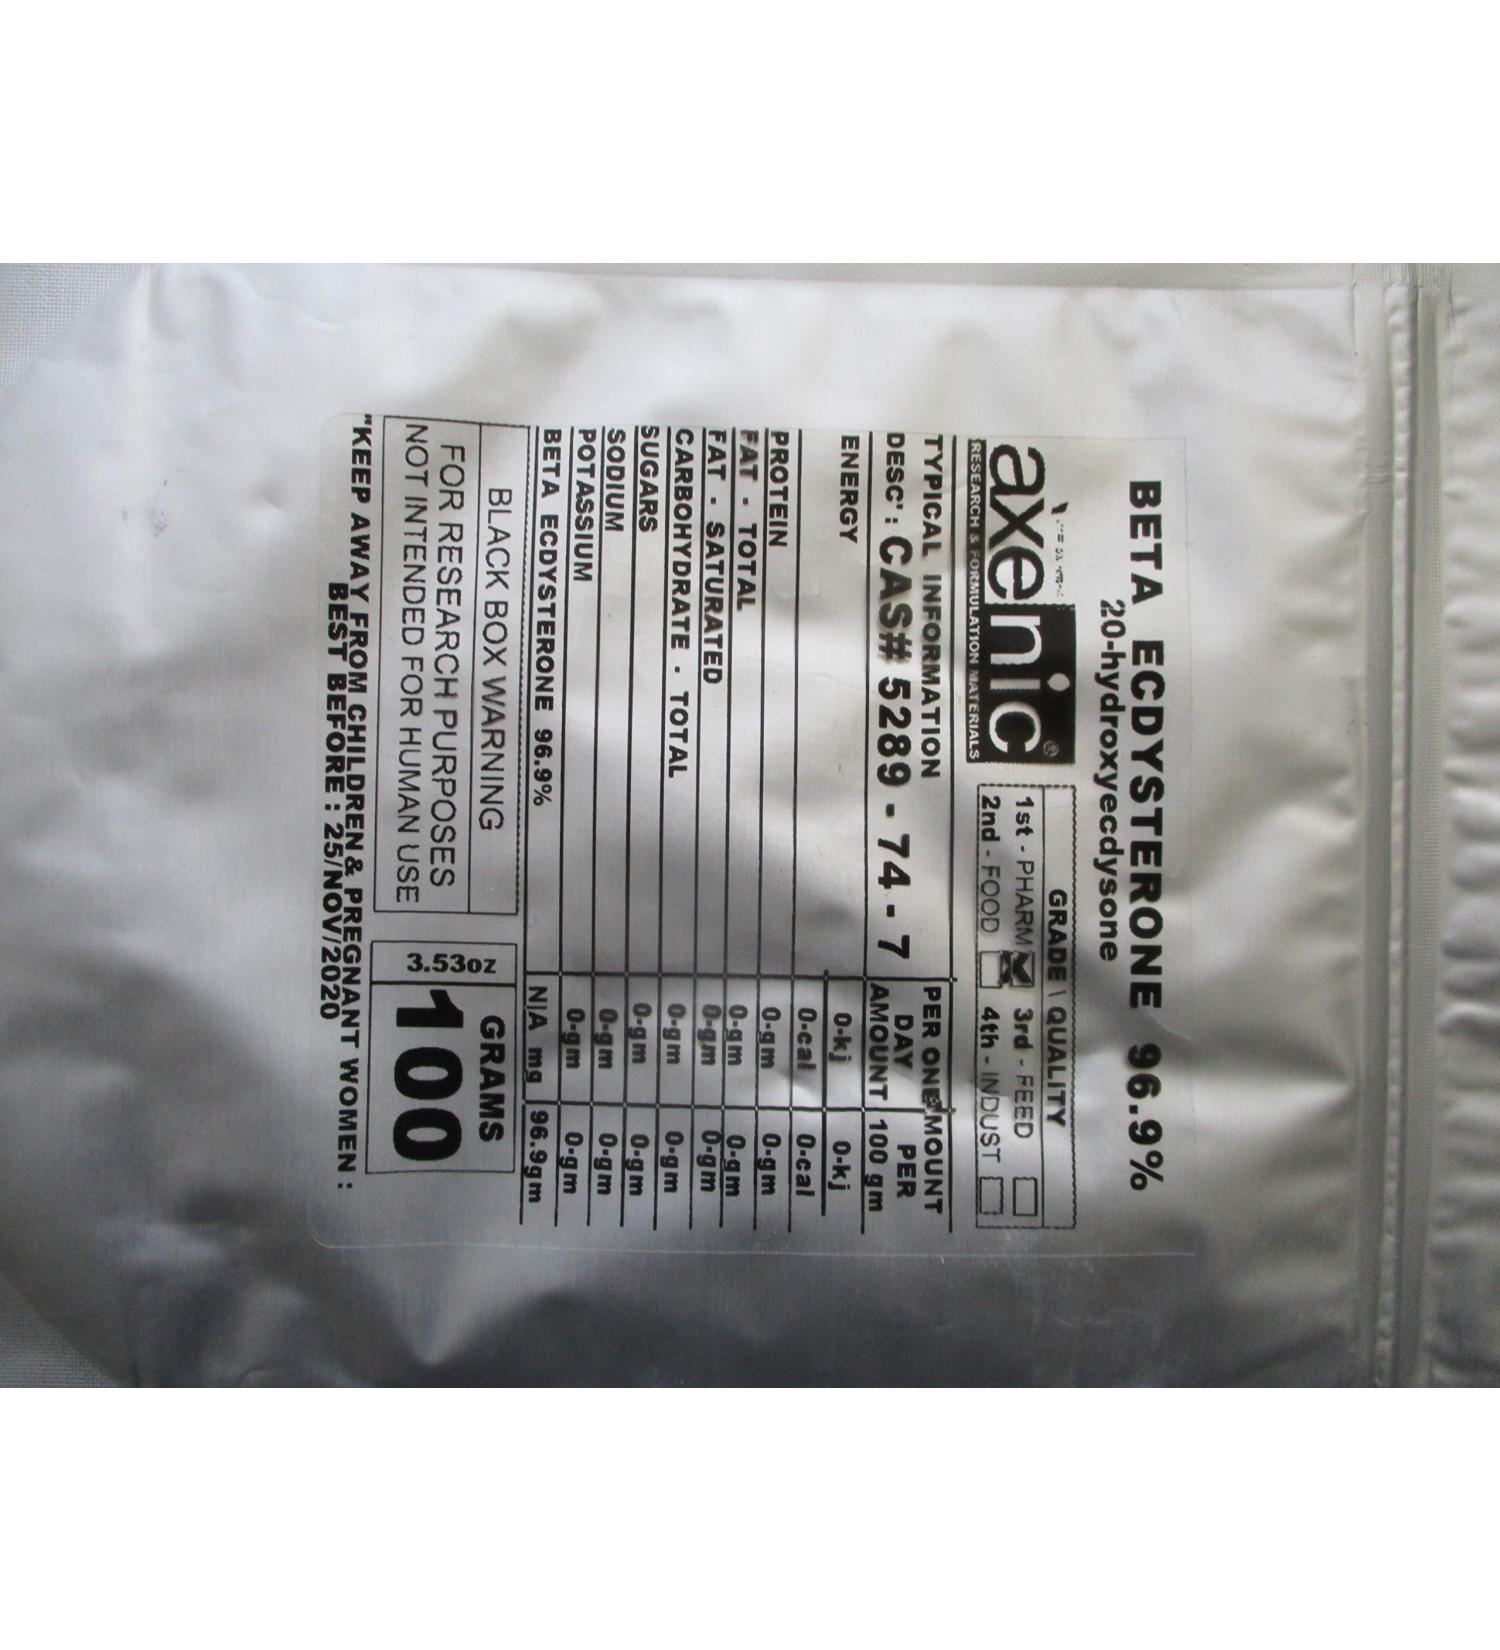 BETA ECDYSTERONE 96.9%
20-hydroxyecdysone
axenic®
RESEARCH & FORMULATION MATERIALS
GRADE \ QUALITY
1st - PHARM 3rd - FEED
2nd - FOOD 4th - INDUST
TYPICAL INFORMATION PER ONE DAY AMOUNT AMOUNT PER 100 gm
DESC' : CAS# 5289 - 74 - 7
ENERGY 0-kj 0-kj
0-cal 0-cal
PROTEIN 0-gm 0-gm
FAT - TOTAL 0-gm 0-gm
FAT - SATURATED 0-gm 0-gm
CARBOHYDRATE - TOTAL 0-gm 0-gm
SUGARS 0-gm 0-gm
SODIUM 0-gm 0-gm
POTASSIUM 0-gm 0-gm
BETA ECDYSTERONE 96.9% N|A mg 96.9gm
BLACK BOX WARNING
FOR RESEARCH PURPOSES
NOT INTENDED FOR HUMAN USE
3.53oz
GRAMS
100
"KEEP AWAY FROM CHILDREN & PREGNANT WOMEN :
BEST BEFORE : 25/NOV/2020